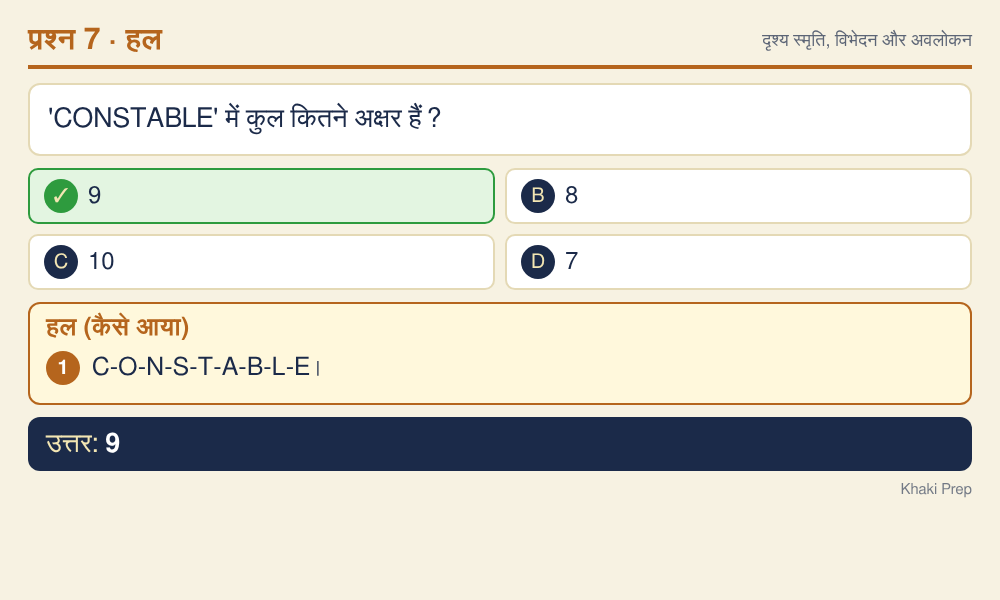 प्रश्न 7 · हल
दृश्य स्मृति, विभेदन और अवलोकन
'CONSTABLE' में कुल कितने अक्षर हैं ?
✓ 9
B 8
C 10
D 7
हल (कैसे आया)
1 C-O-N-S-T-A-B-L-E।
उत्तर: 9
Khaki Prep